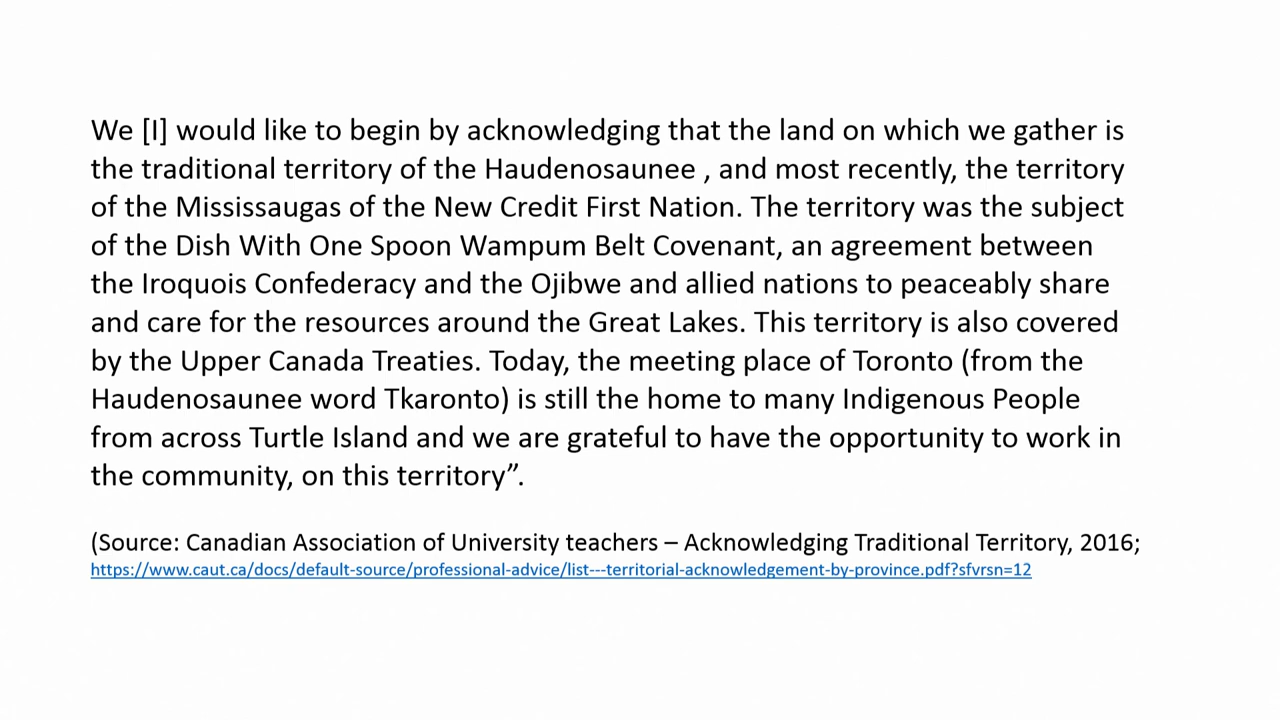 We [I] would like to begin by acknowledging that the land on which we gather is
the traditional territory of the Haudenosaunee , and most recently, the territory
of the Mississaugas of the New Credit First Nation. The territory was the subject
of the Dish With One Spoon Wampum Belt Covenant, an agreement between
the Iroquois Confederacy and the Ojibwe and allied nations to peaceably share
and care for the resources around the Great Lakes. This territory is also covered
by the Upper Canada Treaties. Today, the meeting place of Toronto (from the
Haudenosaunee word Tkaronto) is still the home to many Indigenous People
from across Turtle Island and we are grateful to have the opportunity to work in
the community, on this territory”.
(Source: Canadian Association of University teachers – Acknowledging Traditional Territory, 2016;
https://www.caut.ca/docs/default-source/professional-advice/list---territorial-acknowledgement-by-province.pdf?sfvrsn=12